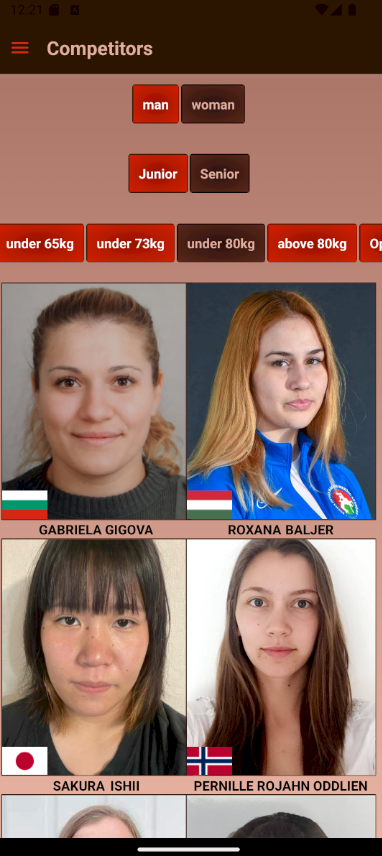 12:21
Competitors
man woman
Junior Senior
under 65kg under 73kg under 80kg above 80kg Op
GABRIELA GIGOVA ROXANA BALJER
SAKURA ISHII PERNILLE ROJAHN ODDLIEN